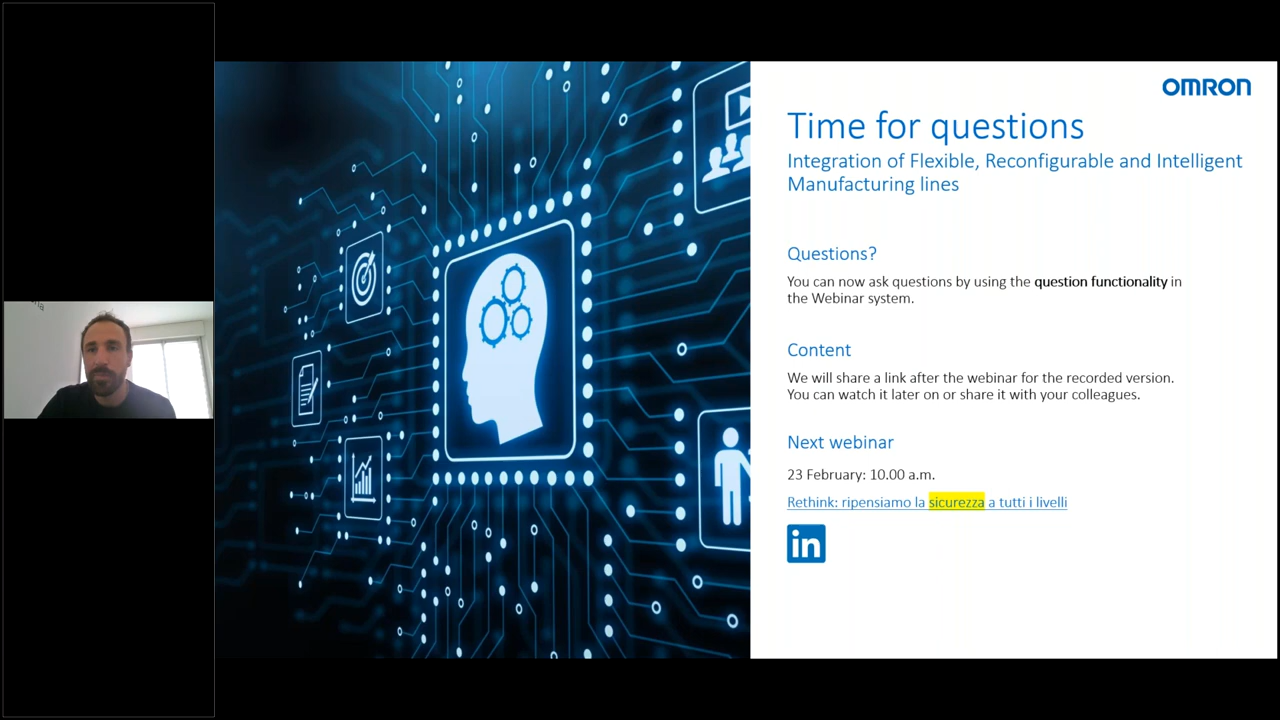 OMRON
Time for questions
Integration of Flexible, Reconfigurable and Intelligent
Manufacturing lines
Questions?
You can now ask questions by using the question functionality in
the Webinar system.
Content
We will share a link after the webinar for the recorded version.
You can watch it later on or share it with your colleagues.
Next webinar
23 February: 10.00 a.m.
Rethink: ripensiamo la sicurezza a tutti i livelli
in